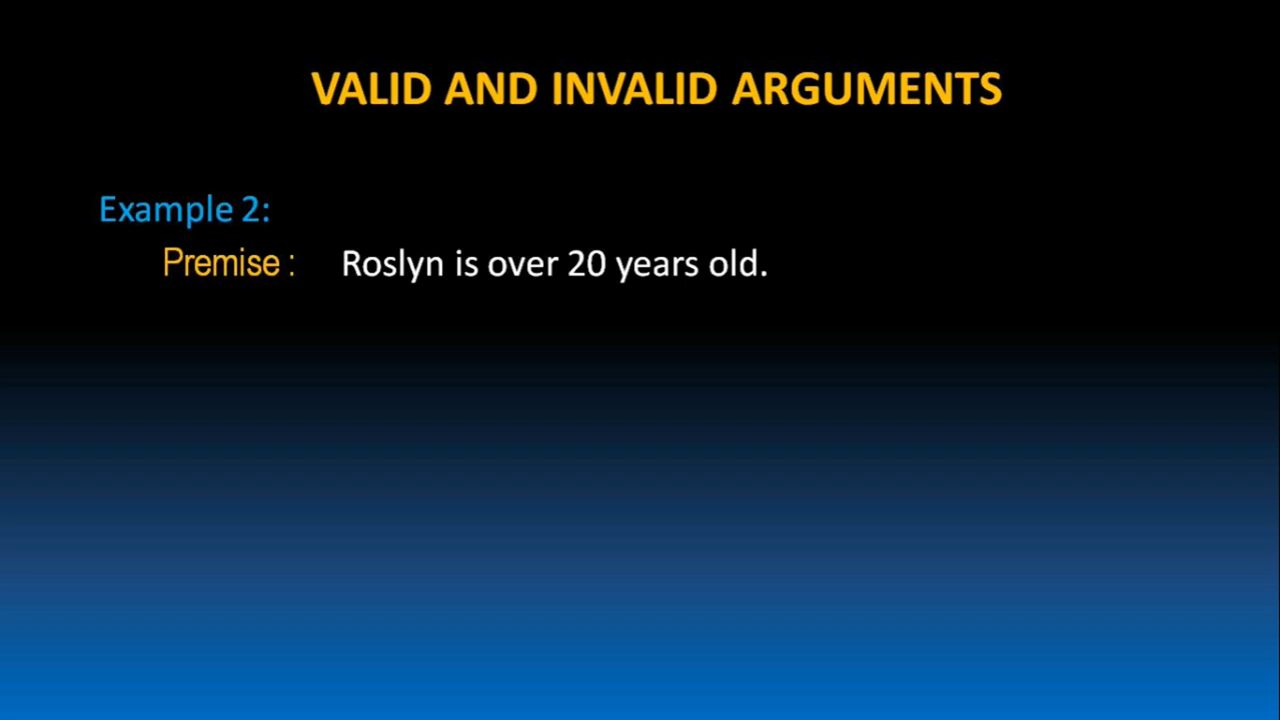 VALID AND INVALID ARGUMENTS
Example 2:
Premise : Roslyn is over 20 years old.